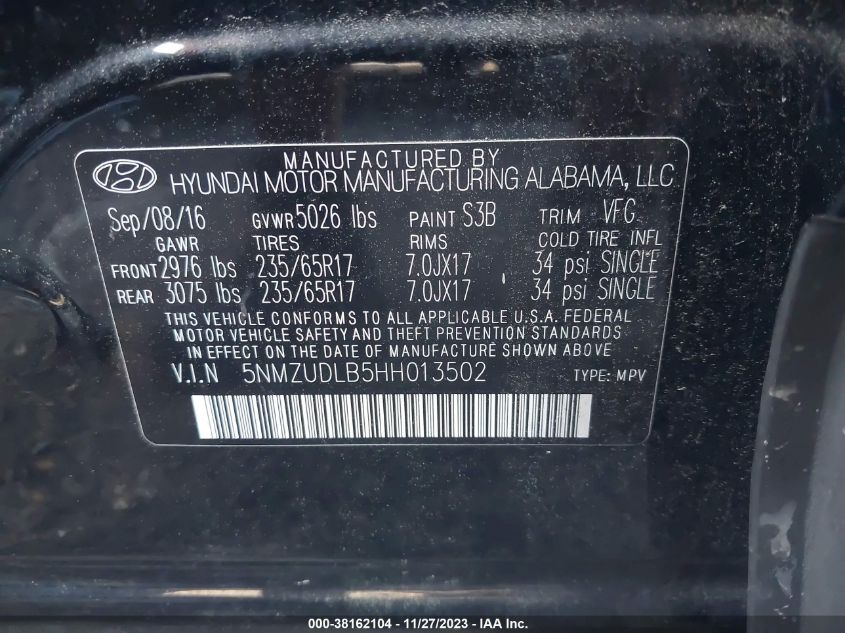 MANUFACTURED BY
HYUNDAI MOTOR MANUFACTURING ALABAMA, LLC
Sep/08/16 GVWR 5026 lbs PAINT S3B TRIM VFG
GAWR TIRES RIMS COLD TIRE INFL
FRONT 2976 lbs 235/65R17 7.0JX17 34 psi SINGLE
REAR 3075 lbs 235/65R17 7.0JX17 34 psi SINGLE
THIS VEHICLE CONFORMS TO ALL APPLICABLE U.S.A. FEDERAL
MOTOR VEHICLE SAFETY AND THEFT PREVENTION STANDARDS
IN EFFECT ON THE DATE OF MANUFACTURE SHOWN ABOVE.
V.I.N 5NMZUDLB5HH013502 TYPE: MPV
000-38162104 - 11/27/2023 - IAA Inc.